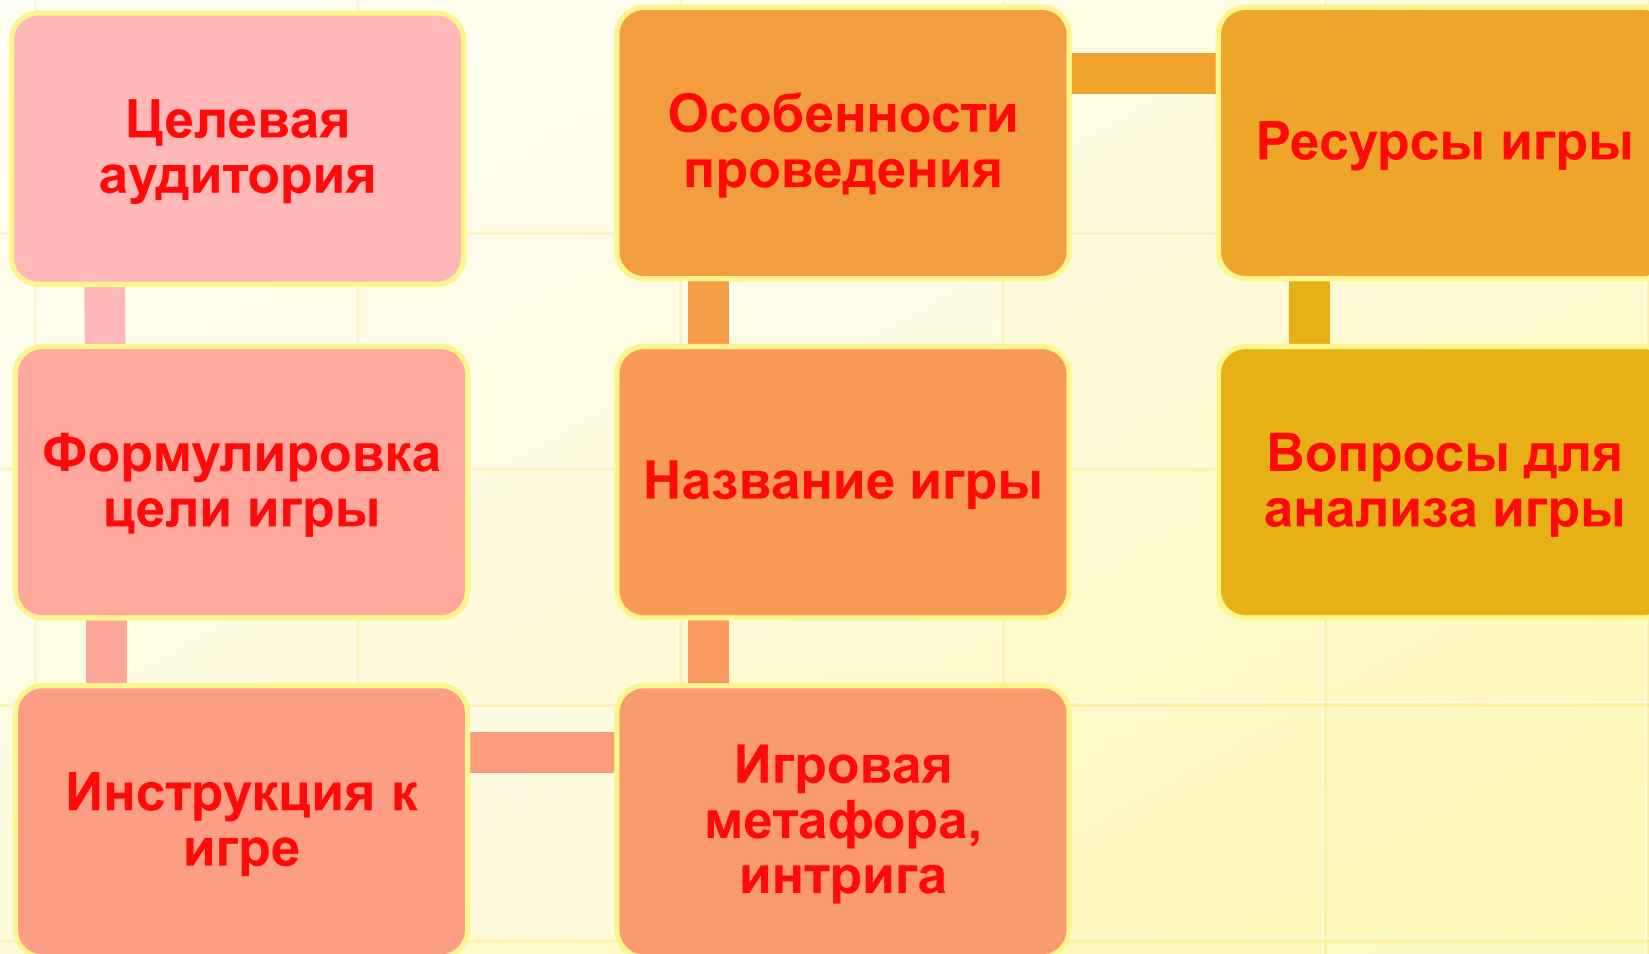 Целевая
аудитория
Формулировка
цели игры
Инструкция к
игре
Игровая
метафора,
интрига
Название игры
Особенности
проведения
Ресурсы игры
Вопросы для
анализа игры